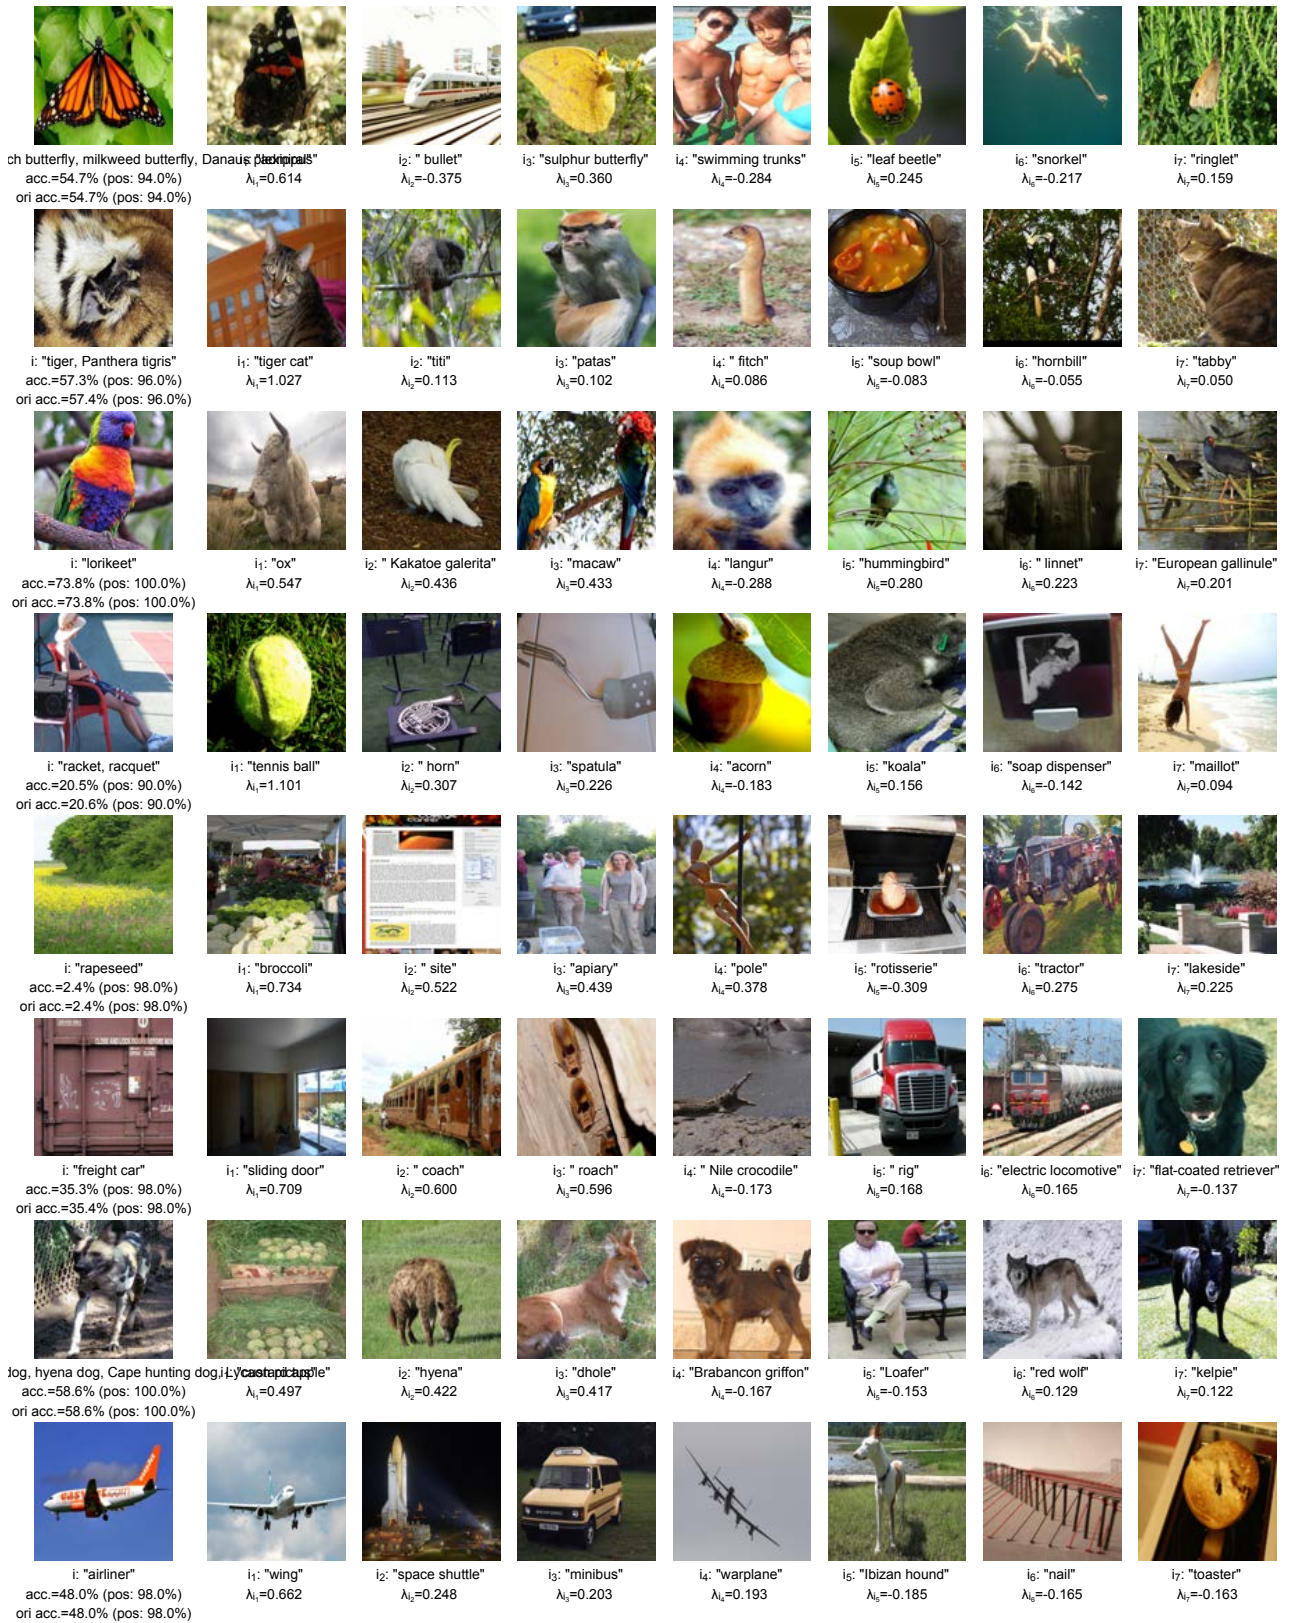 ch butterfly, milkweed butterfly, Danaus plexippus" i₂: " bullet" i₃: "sulphur butterfly" i₄: "swimming trunks" i₅: "leaf beetle" i₆: "snorkel" i₇: "ringlet"
acc.=54.7% (pos: 94.0%) λi₁=0.614 λi₂=-0.375 λi₃=0.360 λi₄=-0.284 λi₅=0.245 λi₆=-0.217 λi₇=0.159
ori acc.=54.7% (pos: 94.0%)
i: "tiger, Panthera tigris" i₁: "tiger cat" i₂: "titi" i₃: "patas" i₄: " fitch" i₅: "soup bowl" i₆: "hornbill" i₇: "tabby"
acc.=57.3% (pos: 96.0%) λi₁=1.027 λi₂=0.113 λi₃=0.102 λi₄=0.086 λi₅=-0.083 λi₆=-0.055 λi₇=0.050
ori acc.=57.4% (pos: 96.0%)
i: "lorikeet" i₁: "ox" i₂: " Kakatoe galerita" i₃: "macaw" i₄: "langur" i₅: "hummingbird" i₆: " linnet" i₇: "European gallinule"
acc.=73.8% (pos: 100.0%) λi₁=0.547 λi₂=0.436 λi₃=0.433 λi₄=-0.288 λi₅=0.280 λi₆=0.223 λi₇=0.201
ori acc.=73.8% (pos: 100.0%)
i: "racket, racquet" i₁: "tennis ball" i₂: " horn" i₃: "spatula" i₄: "acorn" i₅: "koala" i₆: "soap dispenser" i₇: "maillot"
acc.=20.5% (pos: 90.0%) λi₁=1.101 λi₂=0.307 λi₃=0.226 λi₄=-0.183 λi₅=0.156 λi₆=-0.142 λi₇=0.094
ori acc.=20.6% (pos: 90.0%)
i: "rapeseed" i₁: "broccoli" i₂: " site" i₃: "apiary" i₄: "pole" i₅: "rotisserie" i₆: "tractor" i₇: "lakeside"
acc.=2.4% (pos: 98.0%) λi₁=0.734 λi₂=0.522 λi₃=0.439 λi₄=0.378 λi₅=-0.309 λi₆=0.275 λi₇=0.225
ori acc.=2.4% (pos: 98.0%)
i: "freight car" i₁: "sliding door" i₂: " coach" i₃: " roach" i₄: " Nile crocodile" i₅: " rig" i₆: "electric locomotive" i₇: "flat-coated retriever"
acc.=35.3% (pos: 98.0%) λi₁=0.709 λi₂=0.600 λi₃=0.596 λi₄=-0.173 λi₅=0.168 λi₆=0.165 λi₇=-0.137
ori acc.=35.4% (pos: 98.0%)
dog, hyena dog, Cape hunting dog, Lycaon pictus" i₂: "hyena" i₃: "dhole" i₄: "Brabancon griffon" i₅: "Loafer" i₆: "red wolf" i₇: "kelpie"
acc.=58.6% (pos: 100.0%) λi₁=0.497 λi₂=0.422 λi₃=0.417 λi₄=-0.167 λi₅=-0.153 λi₆=0.129 λi₇=0.122
ori acc.=58.6% (pos: 100.0%)
i: "airliner" i₁: "wing" i₂: "space shuttle" i₃: "minibus" i₄: "warplane" i₅: "Ibizan hound" i₆: "nail" i₇: "toaster"
acc.=48.0% (pos: 98.0%) λi₁=0.662 λi₂=0.248 λi₃=0.203 λi₄=0.193 λi₅=-0.185 λi₆=-0.165 λi₇=-0.163
ori acc.=48.0% (pos: 98.0%)